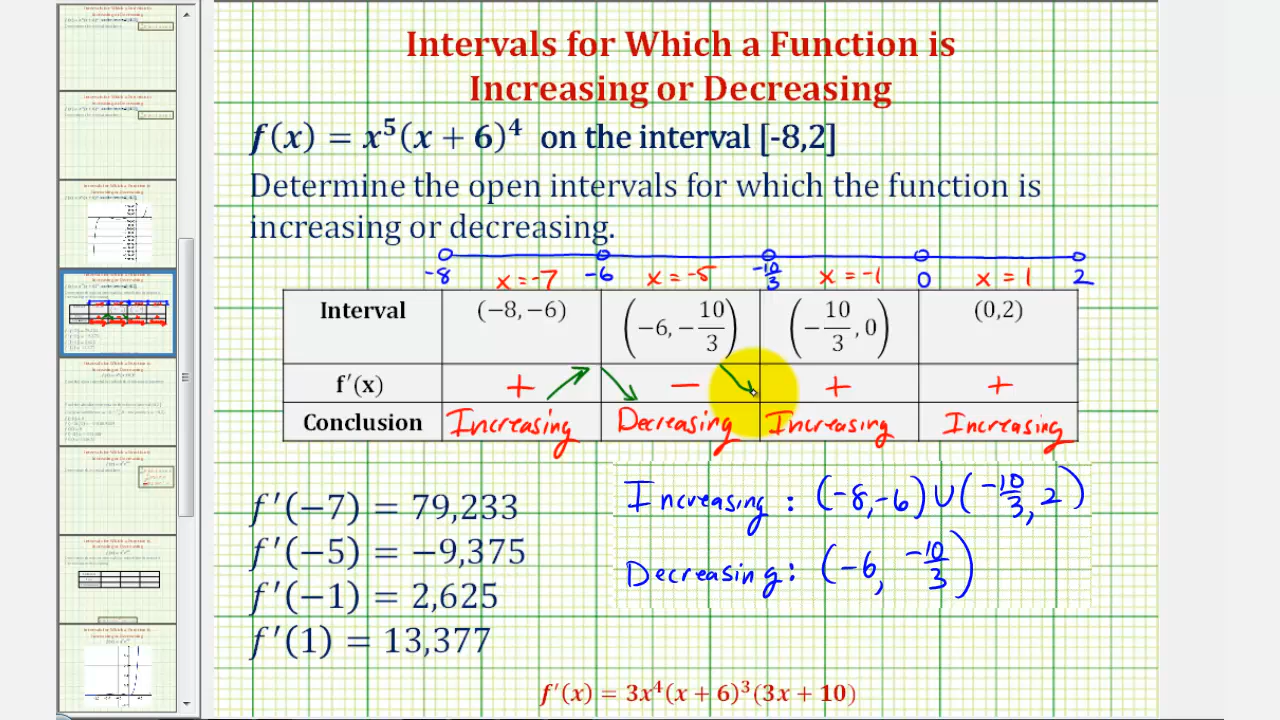 Intervals for Which a Function is
Increasing or Decreasing
f(x) = x⁵(x + 6)⁴ on the interval [-8,2]
Determine the open intervals for which the function is
increasing or decreasing.
-8 x = -7 -6 x = -5 -10/3 x = -1 0 x = 1 2
Interval (−8, −6) (−6, −10/3) (−10/3, 0) (0,2)
f'(x) + − + +
Conclusion Increasing Decreasing Increasing Increasing
f'(−7) = 79,233
f'(−5) = −9,375
f'(−1) = 2,625
f'(1) = 13,377
Increasing: (-8,-6) ∪ (-10/3, 2)
Decreasing: (-6, -10/3)
f'(x) = 3x⁴(x + 6)³(3x + 10)